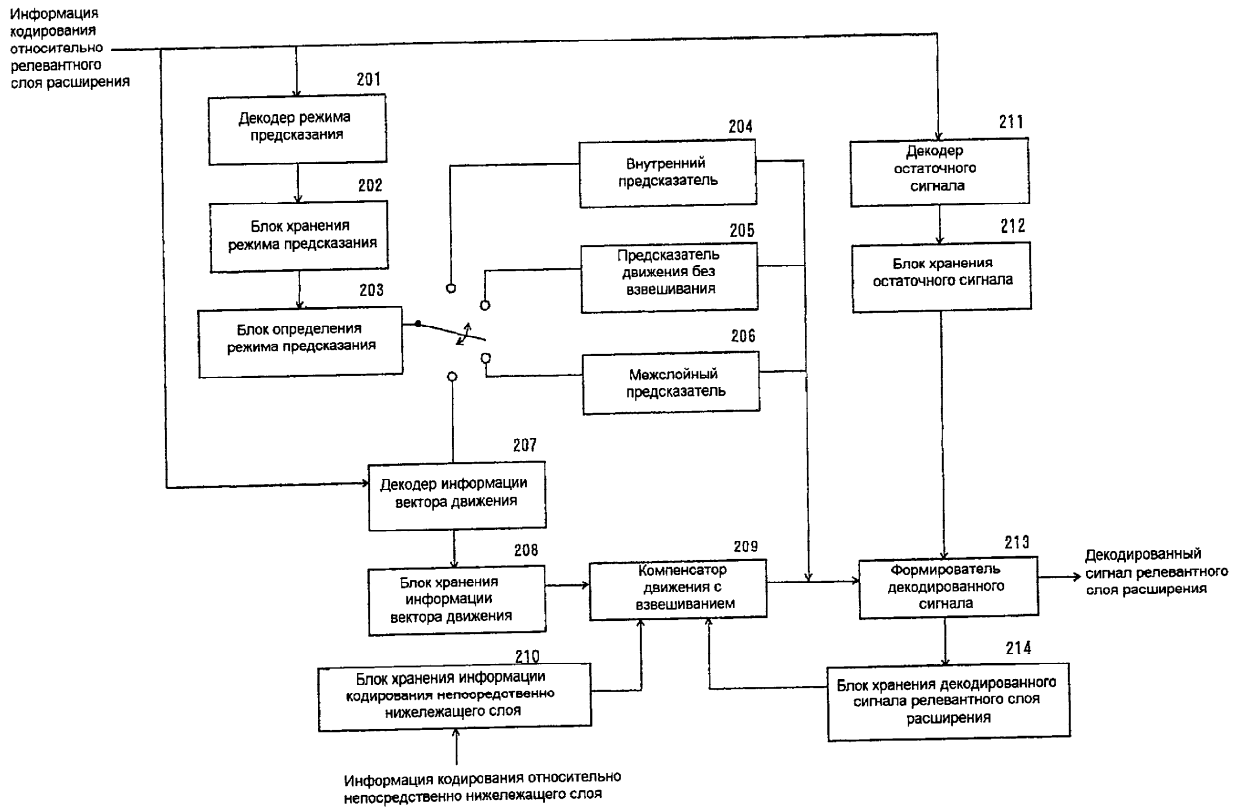 Информация
кодирования
относительно
релевантного
слоя расширения
201
Декодер режима
предсказания
202
Блок хранения
режима предсказания
203
Блок определения
режима предсказания
204
Внутренний
предсказатель
205
Предсказатель
движения без
взвешивания
206
Межслойный
предсказатель
211
Декодер
остаточного
сигнала
212
Блок хранения
остаточного сигнала
207
Декодер информации
вектора движения
208
Блок хранения
информации
вектора движения
209
Компенсатор
движения с
взвешиванием
213
Формирователь
декодированного
сигнала
Декодированный
сигнал релевантного
слоя расширения
210
Блок хранения информации
кодирования непосредственно
нижележащего слоя
214
Блок хранения декодированного
сигнала релевантного слоя
расширения
Информация кодирования относительно
непосредственно нижележащего слоя